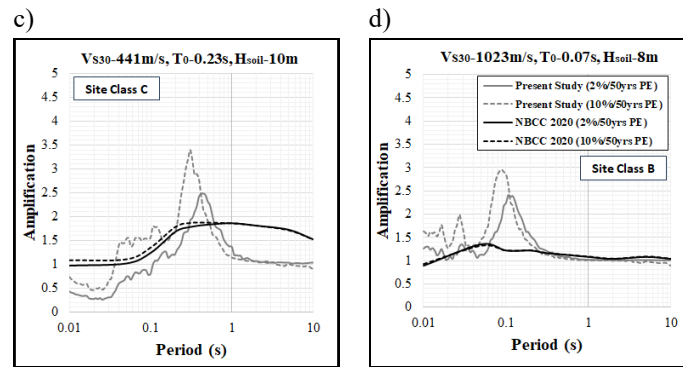 c)
VS30-441m/s, T0-0.23s, Hsoil-10m
Site Class C
5
4.5
4
3.5
3
2.5
2
1.5
1
0.5
0
Amplification
0.01
0.1
1
10
Period (s)
d)
VS30-1023m/s, T0-0.07s, Hsoil-8m
Present Study (2%/50yrs PE)
Present Study (10%/50yrs PE)
NBCC 2020 (2%/50yrs PE)
NBCC 2020 (10%/50yrs PE)
Site Class B
5
4.5
4
3.5
3
2.5
2
1.5
1
0.5
0
Amplification
0.01
0.1
1
10
Period (s)